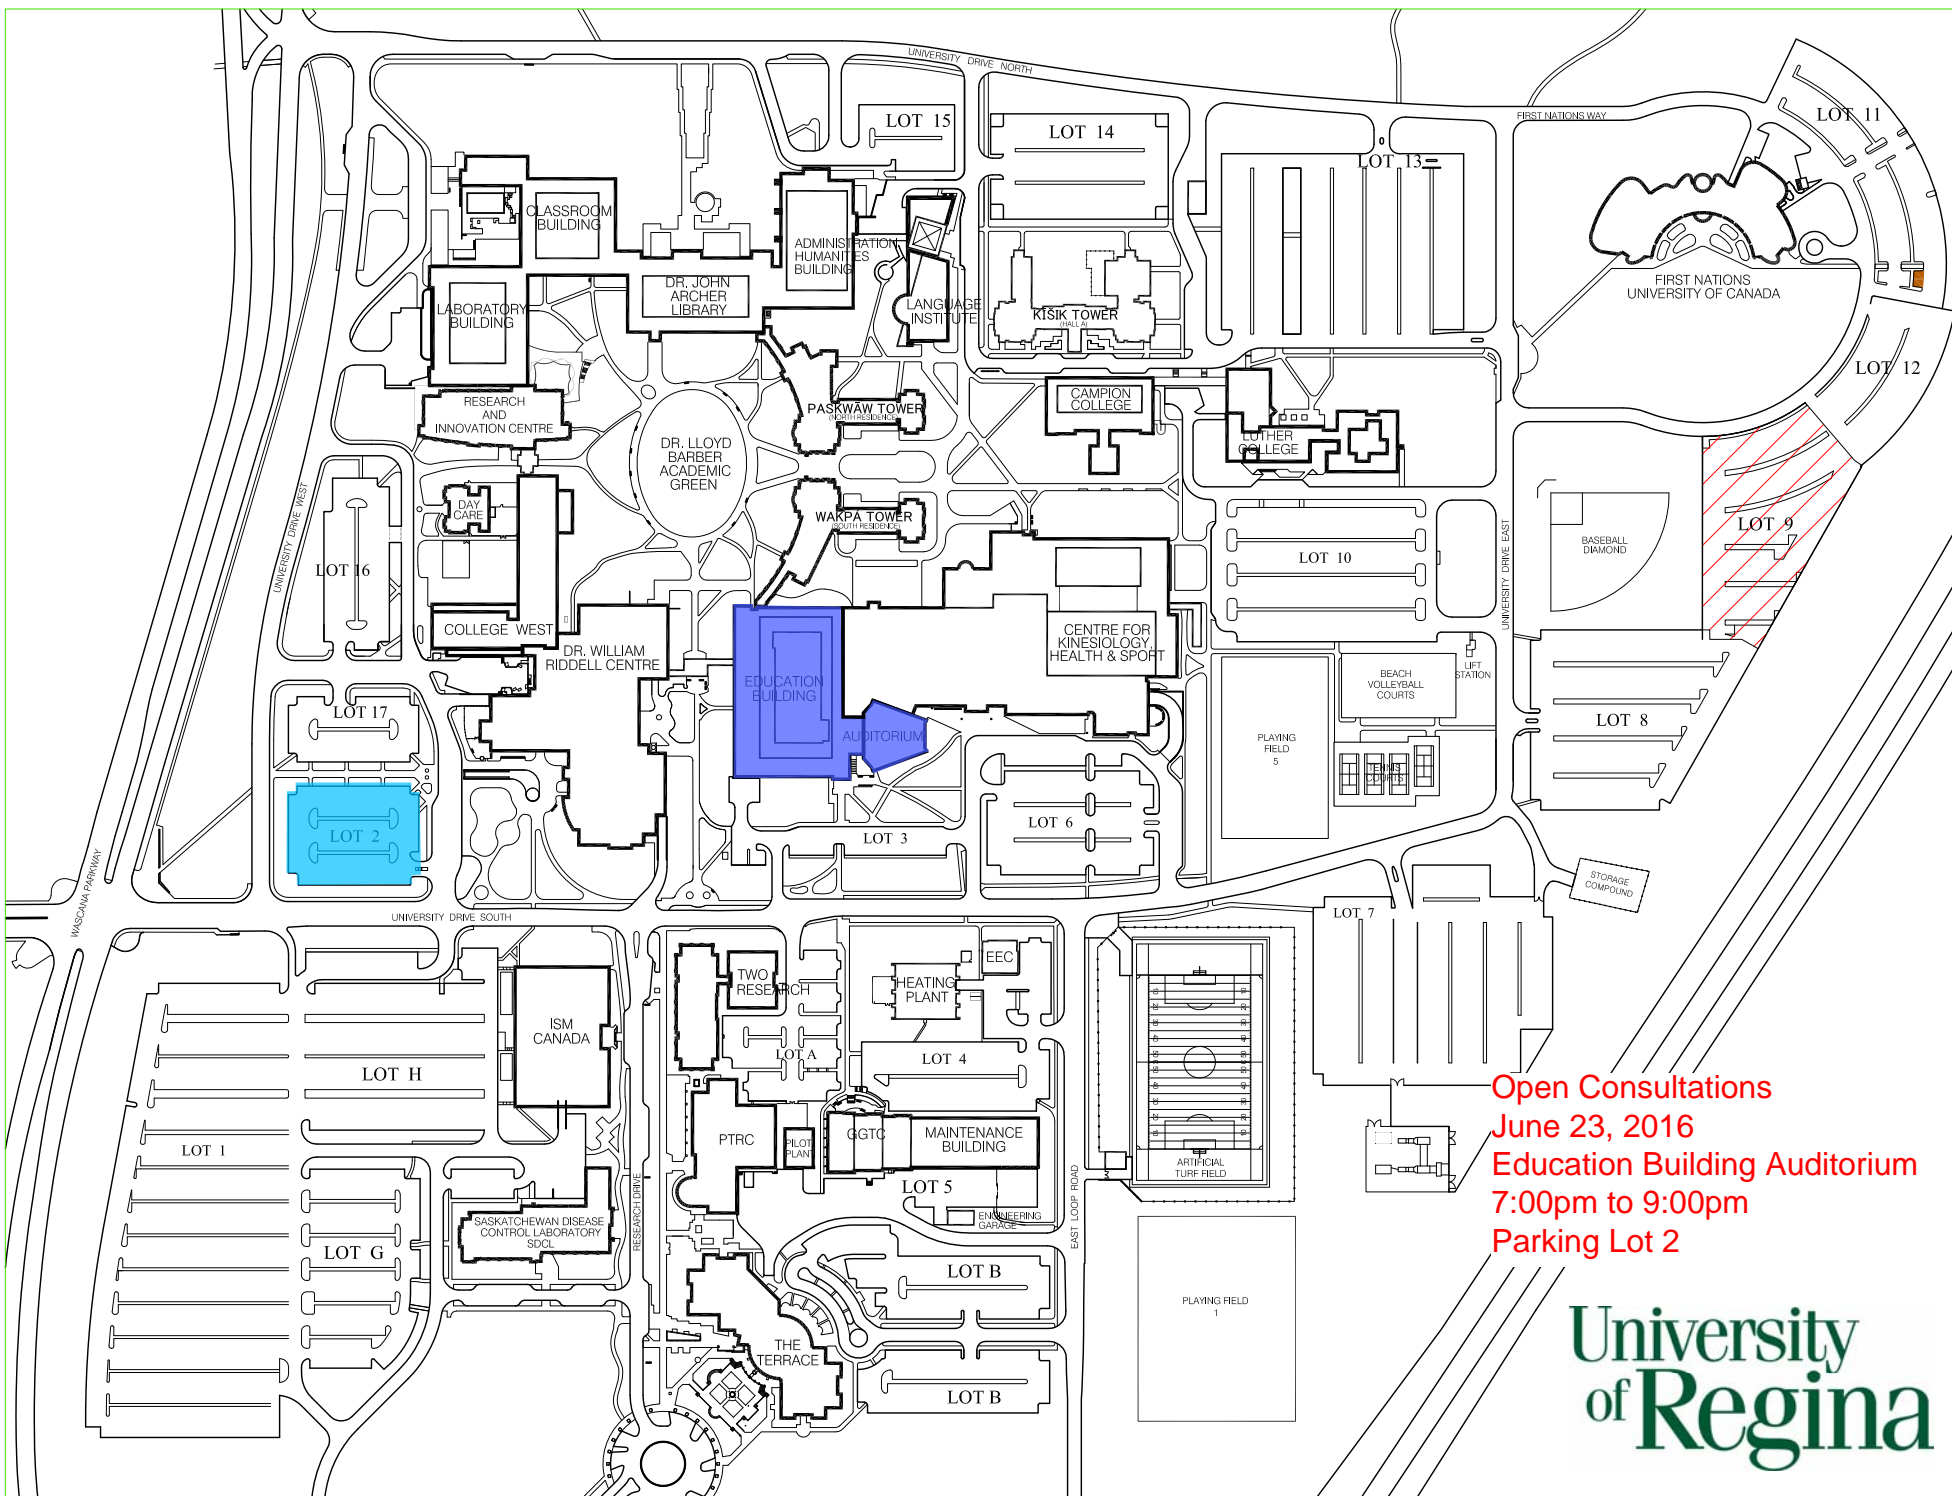 UNIVERSITY DRIVE NORTH
FIRST NATIONS WAY
LOT 11
LOT 15
LOT 14
LOT 13
CLASSROOM
BUILDING
ADMINISTRATION
HUMANITIES
BUILDING
DR. JOHN
ARCHER
LIBRARY
LABORATORY
BUILDING
LANGUAGE
INSTITUTE
KĪŠIK TOWER
(HALL A)
FIRST NATIONS
UNIVERSITY OF CANADA
LOT 12
RESEARCH
AND
INNOVATION CENTRE
PASKWĀW TOWER
(NORTH RESIDENCE)
CAMPION
COLLEGE
LUTHER
COLLEGE
DR. LLOYD
BARBER
ACADEMIC
GREEN
DAY
CARE
WAKPÁ TOWER
(SOUTH RESIDENCE)
UNIVERSITY DRIVE WEST
LOT 16
LOT 10
UNIVERSITY DRIVE EAST
BASEBALL
DIAMOND
LOT 9
COLLEGE WEST
DR. WILLIAM
RIDDELL CENTRE
EDUCATION
BUILDING
AUDITORIUM
CENTRE FOR
KINESIOLOGY,
HEALTH & SPORT
BEACH
VOLLEYBALL
COURTS
LIFT
STATION
LOT 17
LOT 8
PLAYING
FIELD
5
TENNIS
COURTS
LOT 2
LOT 3
LOT 6
WASCANA PARKWAY
UNIVERSITY DRIVE SOUTH
STORAGE
COMPOUND
LOT 7
TWO
RESEARCH
HEATING
PLANT
EEC
ISM
CANADA
LOT A
LOT 4
LOT H
LOT 1
PTRC
PILOT
PLANT
GGTC
MAINTENANCE
BUILDING
ARTIFICIAL
TURF FIELD
LOT 5
ENGINEERING
GARAGE
EAST LOOP ROAD
RESEARCH DRIVE
SASKATCHEWAN DISEASE
CONTROL LABORATORY
SDCL
LOT G
LOT B
THE
TERRACE
LOT B
PLAYING FIELD
1
Open Consultations
June 23, 2016
Education Building Auditorium
7:00pm to 9:00pm
Parking Lot 2
University
of Regina